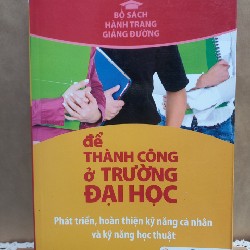 BỘ SÁCH
HÀNH TRANG
GIẢNG ĐƯỜNG
để
THÀNH CÔNG
ở TRƯỜNG
ĐẠI HỌC
Phát triển, hoàn thiện kỹ năng cá nhân
và kỹ năng học thuật